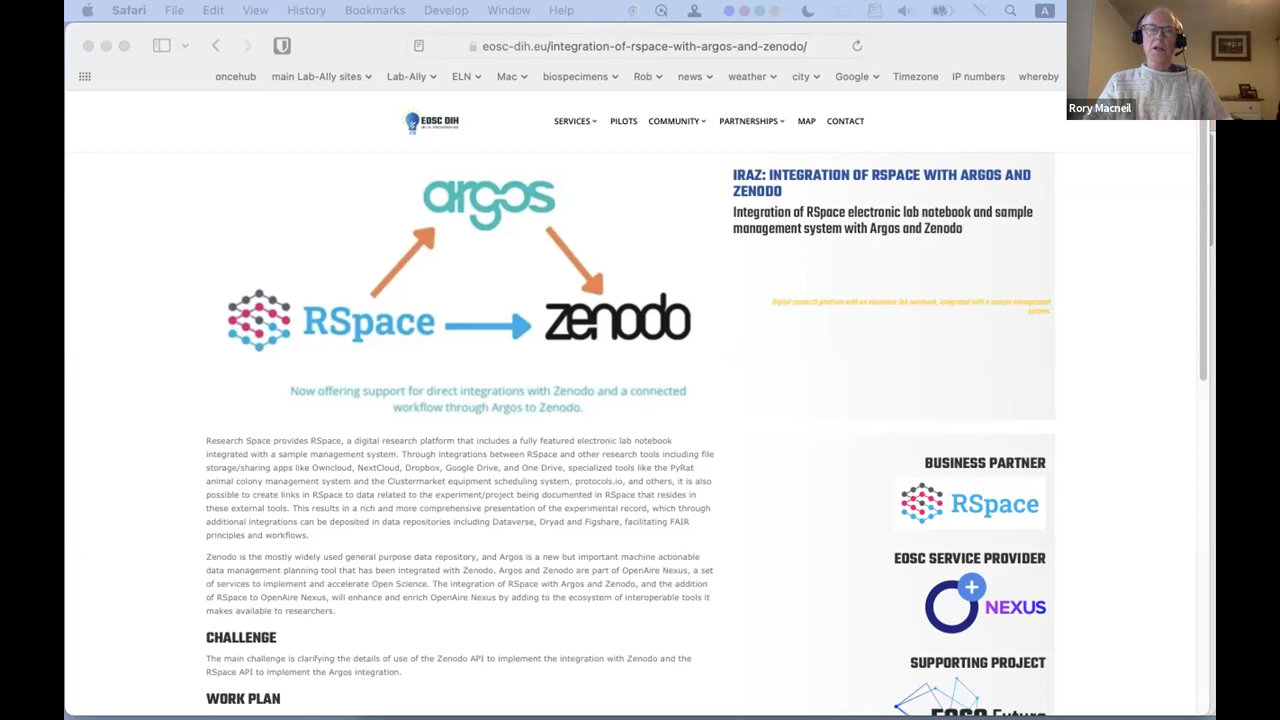 Safari File Edit View History Bookmarks Develop Window Help A
eosc-dih.eu/integration-of-rspace-with-argos-and-zenodo/
oncehub main Lab-Ally sites Lab-Ally ELN Mac biospecimens Rob news weather city Google Timezone IP numbers whereby
Rory Macneil
EOSC DIH
SERVICES PILOTS COMMUNITY PARTNERSHIPS MAP CONTACT
argos
RSpace
zenodo
Now offering support for direct integrations with Zenodo and a connected
workflow through Argos to Zenodo.
IRAZ: INTEGRATION OF RSPACE WITH ARGOS AND
ZENODO
Integration of RSpace electronic lab notebook and sample
management system with Argos and Zenodo
Digital research platform with an electronic lab notebook, integrated with a sample management
system.
Research Space provides RSpace, a digital research platform that includes a fully featured electronic lab notebook
integrated with a sample management system. Through integrations between RSpace and other research tools including file
storage/sharing apps like Owncloud, NextCloud, Dropbox, Google Drive, and One Drive, specialized tools like the PyRat
animal colony management system and the Clustermarket equipment scheduling system, protocols.io, and others, it is also
possible to create links in RSpace to data related to the experiment/project being documented in RSpace that resides in
these external tools. This results in a rich and more comprehensive presentation of the experimental record, which through
additional integrations can be deposited in data repositories including Dataverse, Dryad and Figshare, facilitating FAIR
principles and workflows.
Zenodo is the mostly widely used general purpose data repository, and Argos is a new but important machine actionable
data management planning tool that has been integrated with Zenodo. Argos and Zenodo are part of OpenAire Nexus, a set
of services to implement and accelerate Open Science. The integration of RSpace with Argos and Zenodo, and the addition
of RSpace to OpenAire Nexus, will enhance and enrich OpenAire Nexus by adding to the ecosystem of interoperable tools it
makes available to researchers.
CHALLENGE
The main challenge is clarifying the details of use of the Zenodo API to implement the integration with Zenodo and the
RSpace API to implement the Argos integration.
WORK PLAN
BUSINESS PARTNER
RSpace
EOSC SERVICE PROVIDER
NEXUS
SUPPORTING PROJECT
EOSC Future